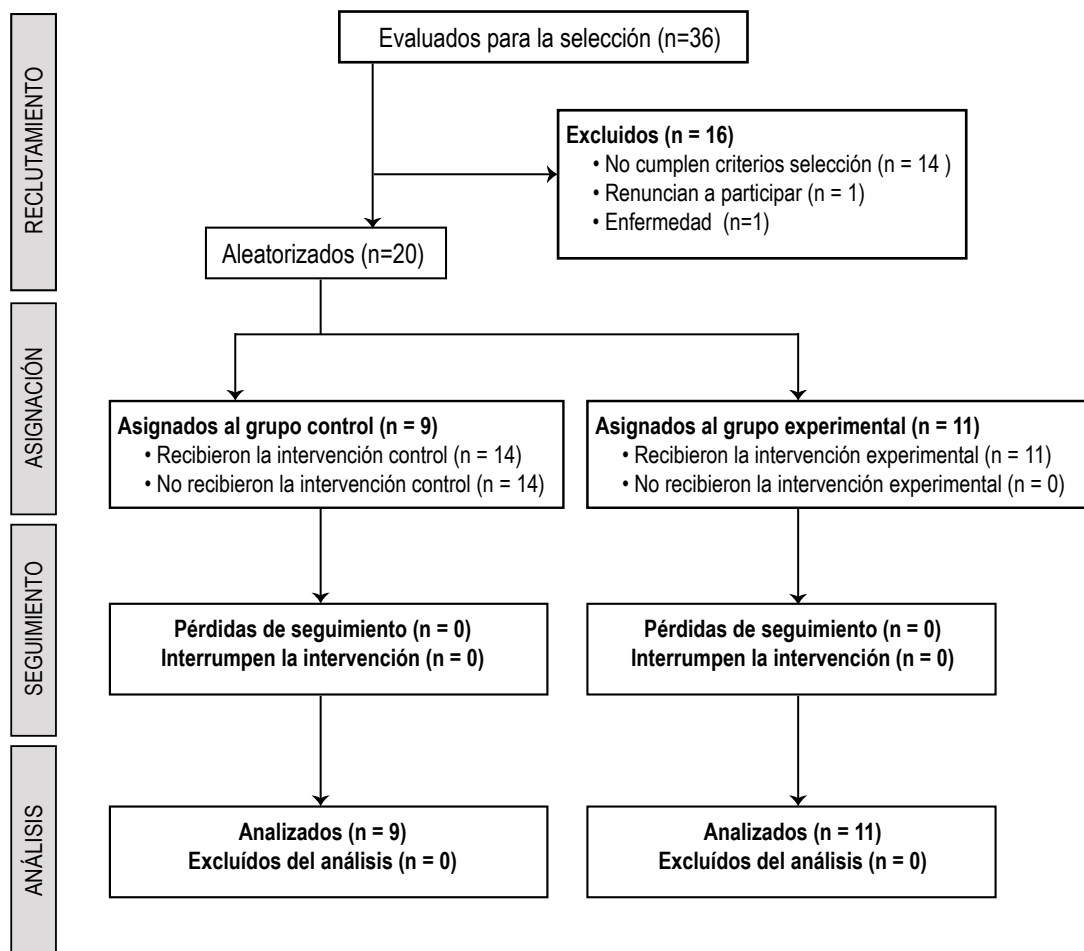 RECLUTAMIENTO
Evaluados para la selección (n=36)
Excluidos (n = 16)
• No cumplen criterios selección (n = 14 )
• Renuncian a participar (n = 1)
• Enfermedad (n=1)
Aleatorizados (n=20)
ASIGNACIÓN
Asignados al grupo control (n = 9)
• Recibieron la intervención control (n = 14)
• No recibieron la intervención control (n = 14)
Asignados al grupo experimental (n = 11)
• Recibieron la intervención experimental (n = 11)
• No recibieron la intervención experimental (n = 0)
SEGUIMIENTO
Pérdidas de seguimiento (n = 0)
Interrumpen la intervención (n = 0)
Pérdidas de seguimiento (n = 0)
Interrumpen la intervención (n = 0)
ANÁLISIS
Analizados (n = 9)
Excluídos del análisis (n = 0)
Analizados (n = 11)
Excluídos del análisis (n = 0)